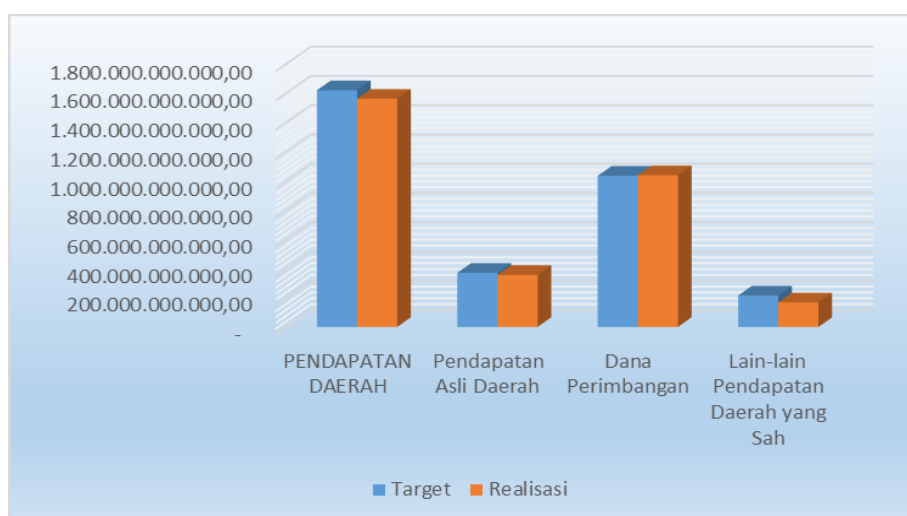 1.800.000.000.000,00
1.600.000.000.000,00
1.400.000.000.000,00
1.200.000.000.000,00
1.000.000.000.000,00
800.000.000.000,00
600.000.000.000,00
400.000.000.000,00
200.000.000.000,00
-
PENDAPATAN
DAERAH
Pendapatan
Asli Daerah
Dana
Perimbangan
Lain-lain
Pendapatan
Daerah yang
Sah
Target
Realisasi